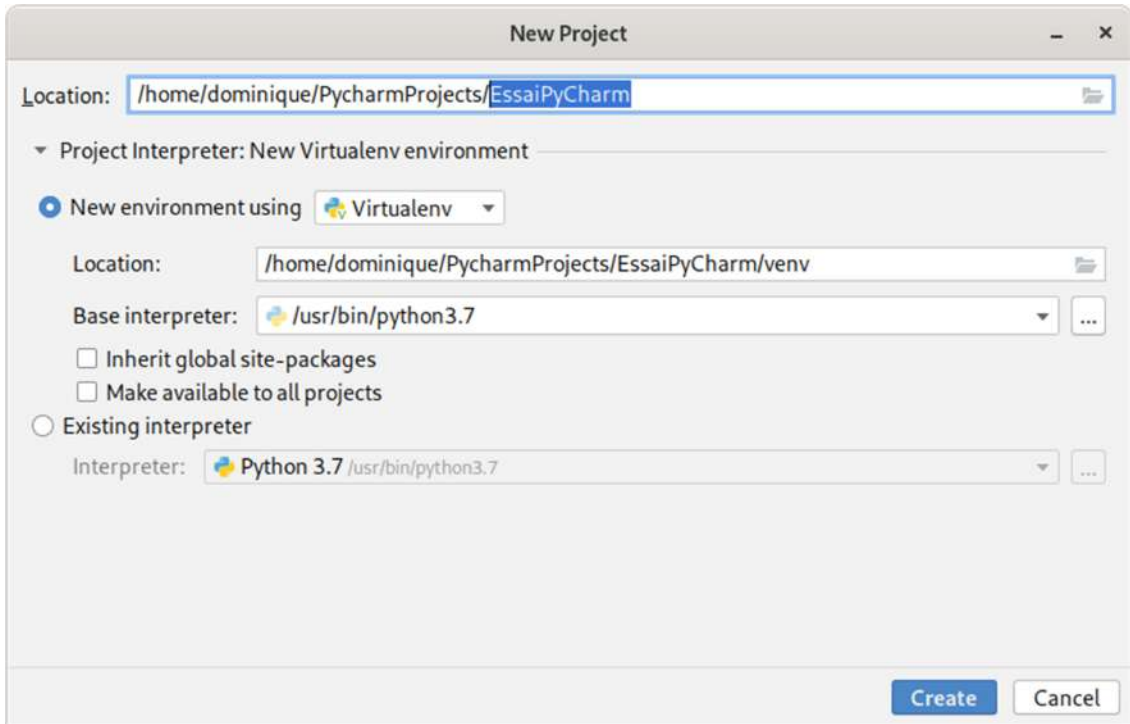 New Project
Location: /home/dominique/PycharmProjects/EssaiPyCharm
Project Interpreter: New Virtualenv environment
New environment using Virtualenv
Location: /home/dominique/PycharmProjects/EssaiPyCharm/venv
Base interpreter: /usr/bin/python3.7 ...
Inherit global site-packages
Make available to all projects
Existing interpreter
Interpreter: Python 3.7 /usr/bin/python3.7 ...
Create Cancel